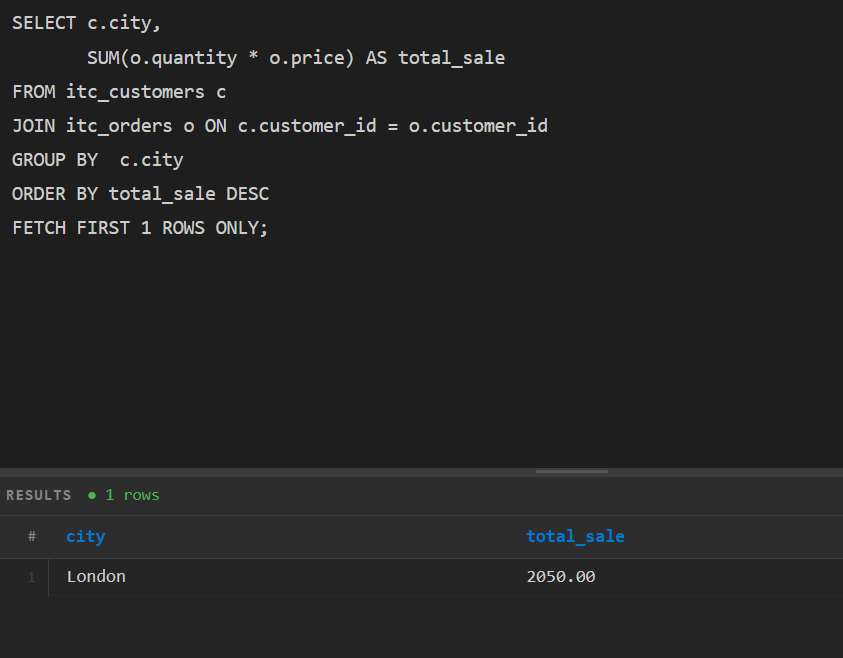 SELECT c.city,
       SUM(o.quantity * o.price) AS total_sale
FROM itc_customers c
JOIN itc_orders o ON c.customer_id = o.customer_id
GROUP BY  c.city
ORDER BY total_sale DESC
FETCH FIRST 1 ROWS ONLY;
RESULTS ● 1 rows
# city total_sale
1 London 2050.00